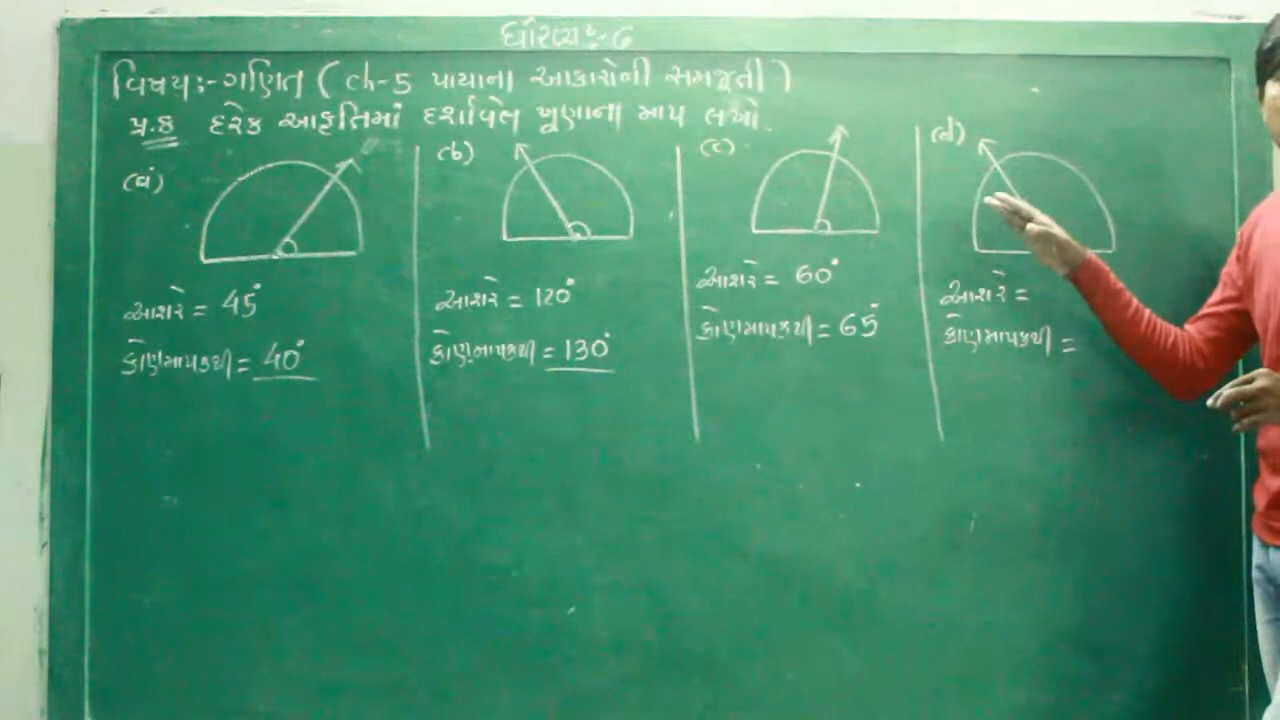 ધોરણઃ-6
વિષયઃ-ગણિત (ch-5 પાયાના આકારોની સમજૂતી)
પ્ર.8 દરેક આકૃતિમાં દર્શાવેલ ખૂણાના માપ લખો.
(a)
આશરે = 45°
કોણમાપકથી = 40°
(b)
આશરે = 120°
કોણમાપકથી = 130°
(c)
આશરે = 60°
કોણમાપકથી = 65°
(d)
આશરે =
કોણમાપકથી =